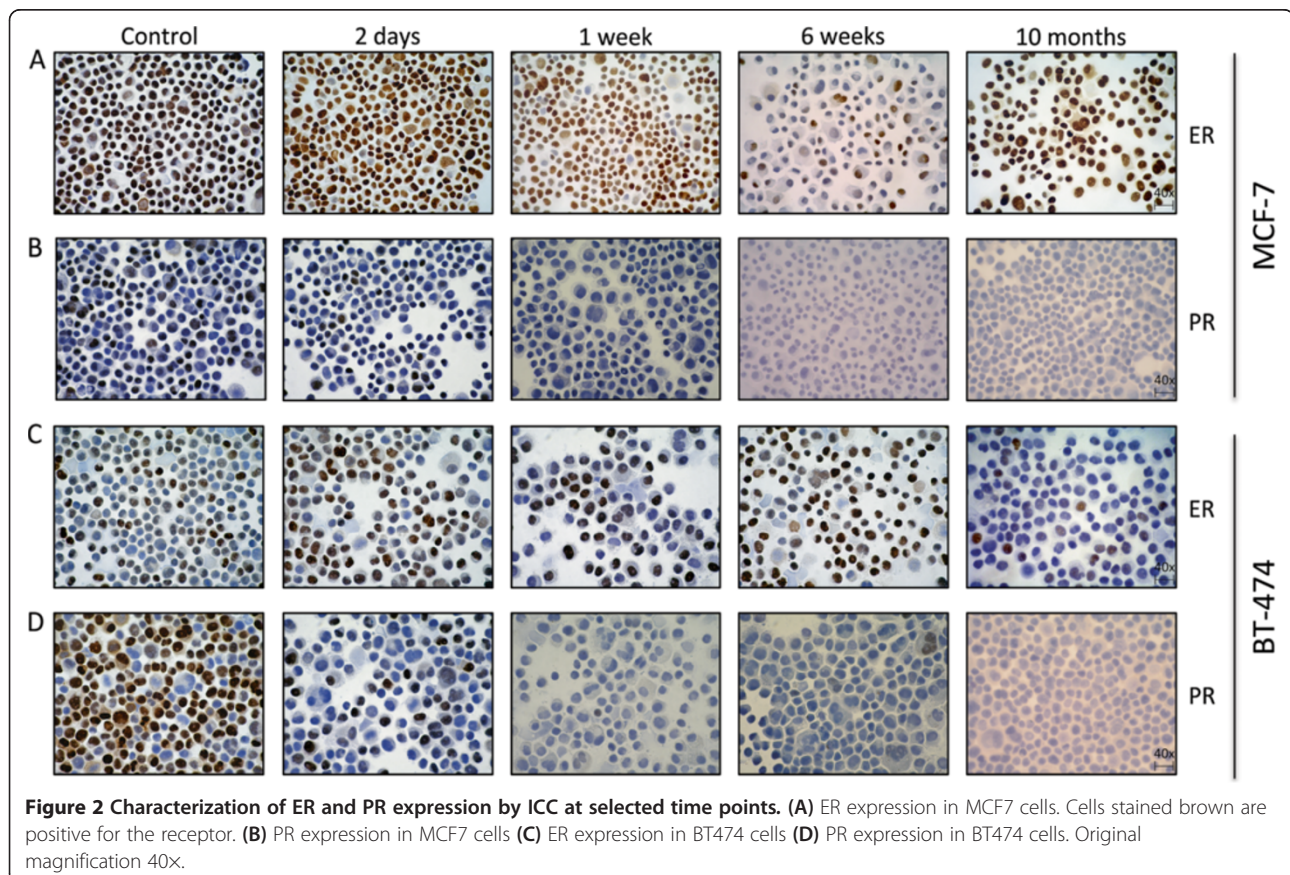 Control 2 days 1 week 6 weeks 10 months
A
ER
40x
MCF-7
B
PR
40x
C
ER
40x
BT-474
D
PR
40x
Figure 2 Characterization of ER and PR expression by ICC at selected time points. (A) ER expression in MCF7 cells. Cells stained brown are
positive for the receptor. (B) PR expression in MCF7 cells (C) ER expression in BT474 cells (D) PR expression in BT474 cells. Original
magnification 40×.